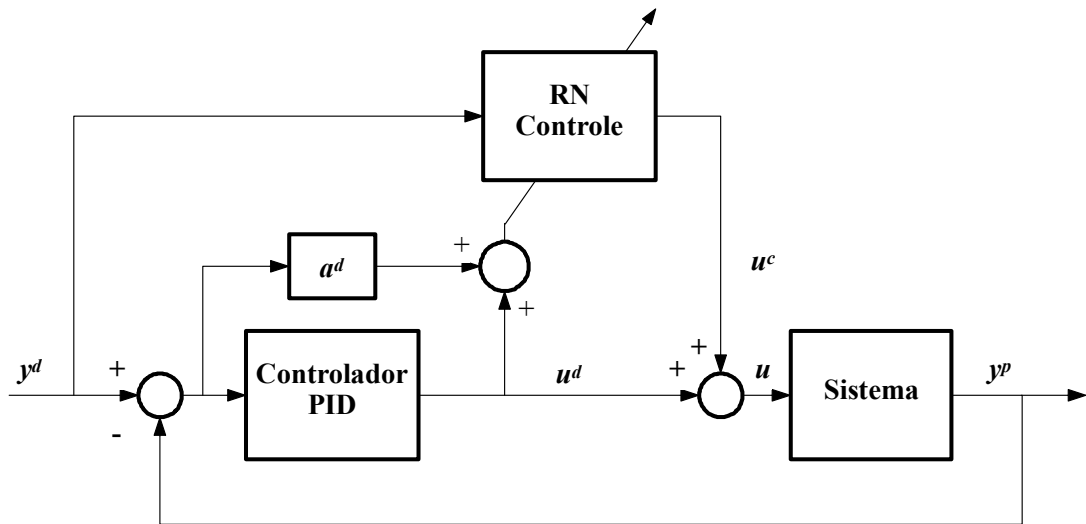 RN
Controle
a^d
+
+
u^c
y^d
+
-
Controlador
PID
u^d
+
+
u
Sistema
y^p